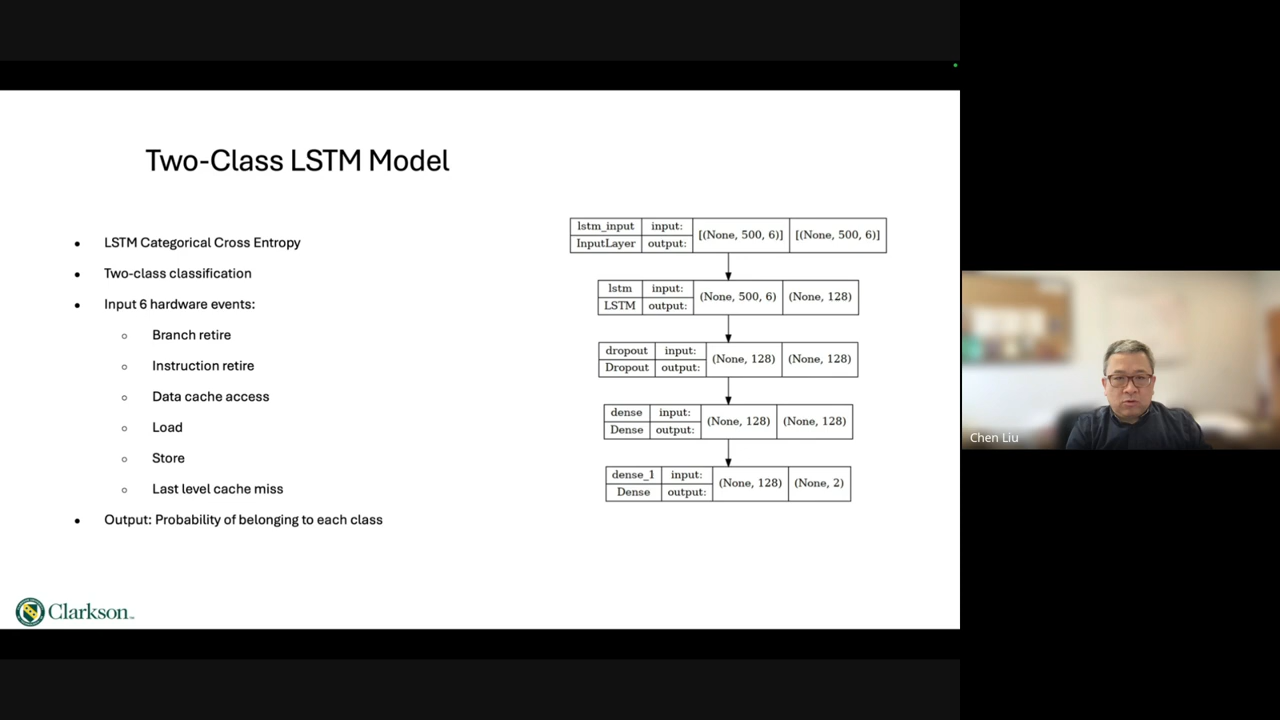 Two-Class LSTM Model
• LSTM Categorical Cross Entropy
• Two-class classification
• Input 6 hardware events:
○ Branch retire
○ Instruction retire
○ Data cache access
○ Load
○ Store
○ Last level cache miss
• Output: Probability of belonging to each class
lstm_input input: [(None, 500, 6)] [(None, 500, 6)]
InputLayer output:
lstm input: (None, 500, 6) (None, 128)
LSTM output:
dropout input: (None, 128) (None, 128)
Dropout output:
dense input: (None, 128) (None, 128)
Dense output:
dense_1 input: (None, 128) (None, 2)
Dense output:
Clarkson
Chen Liu